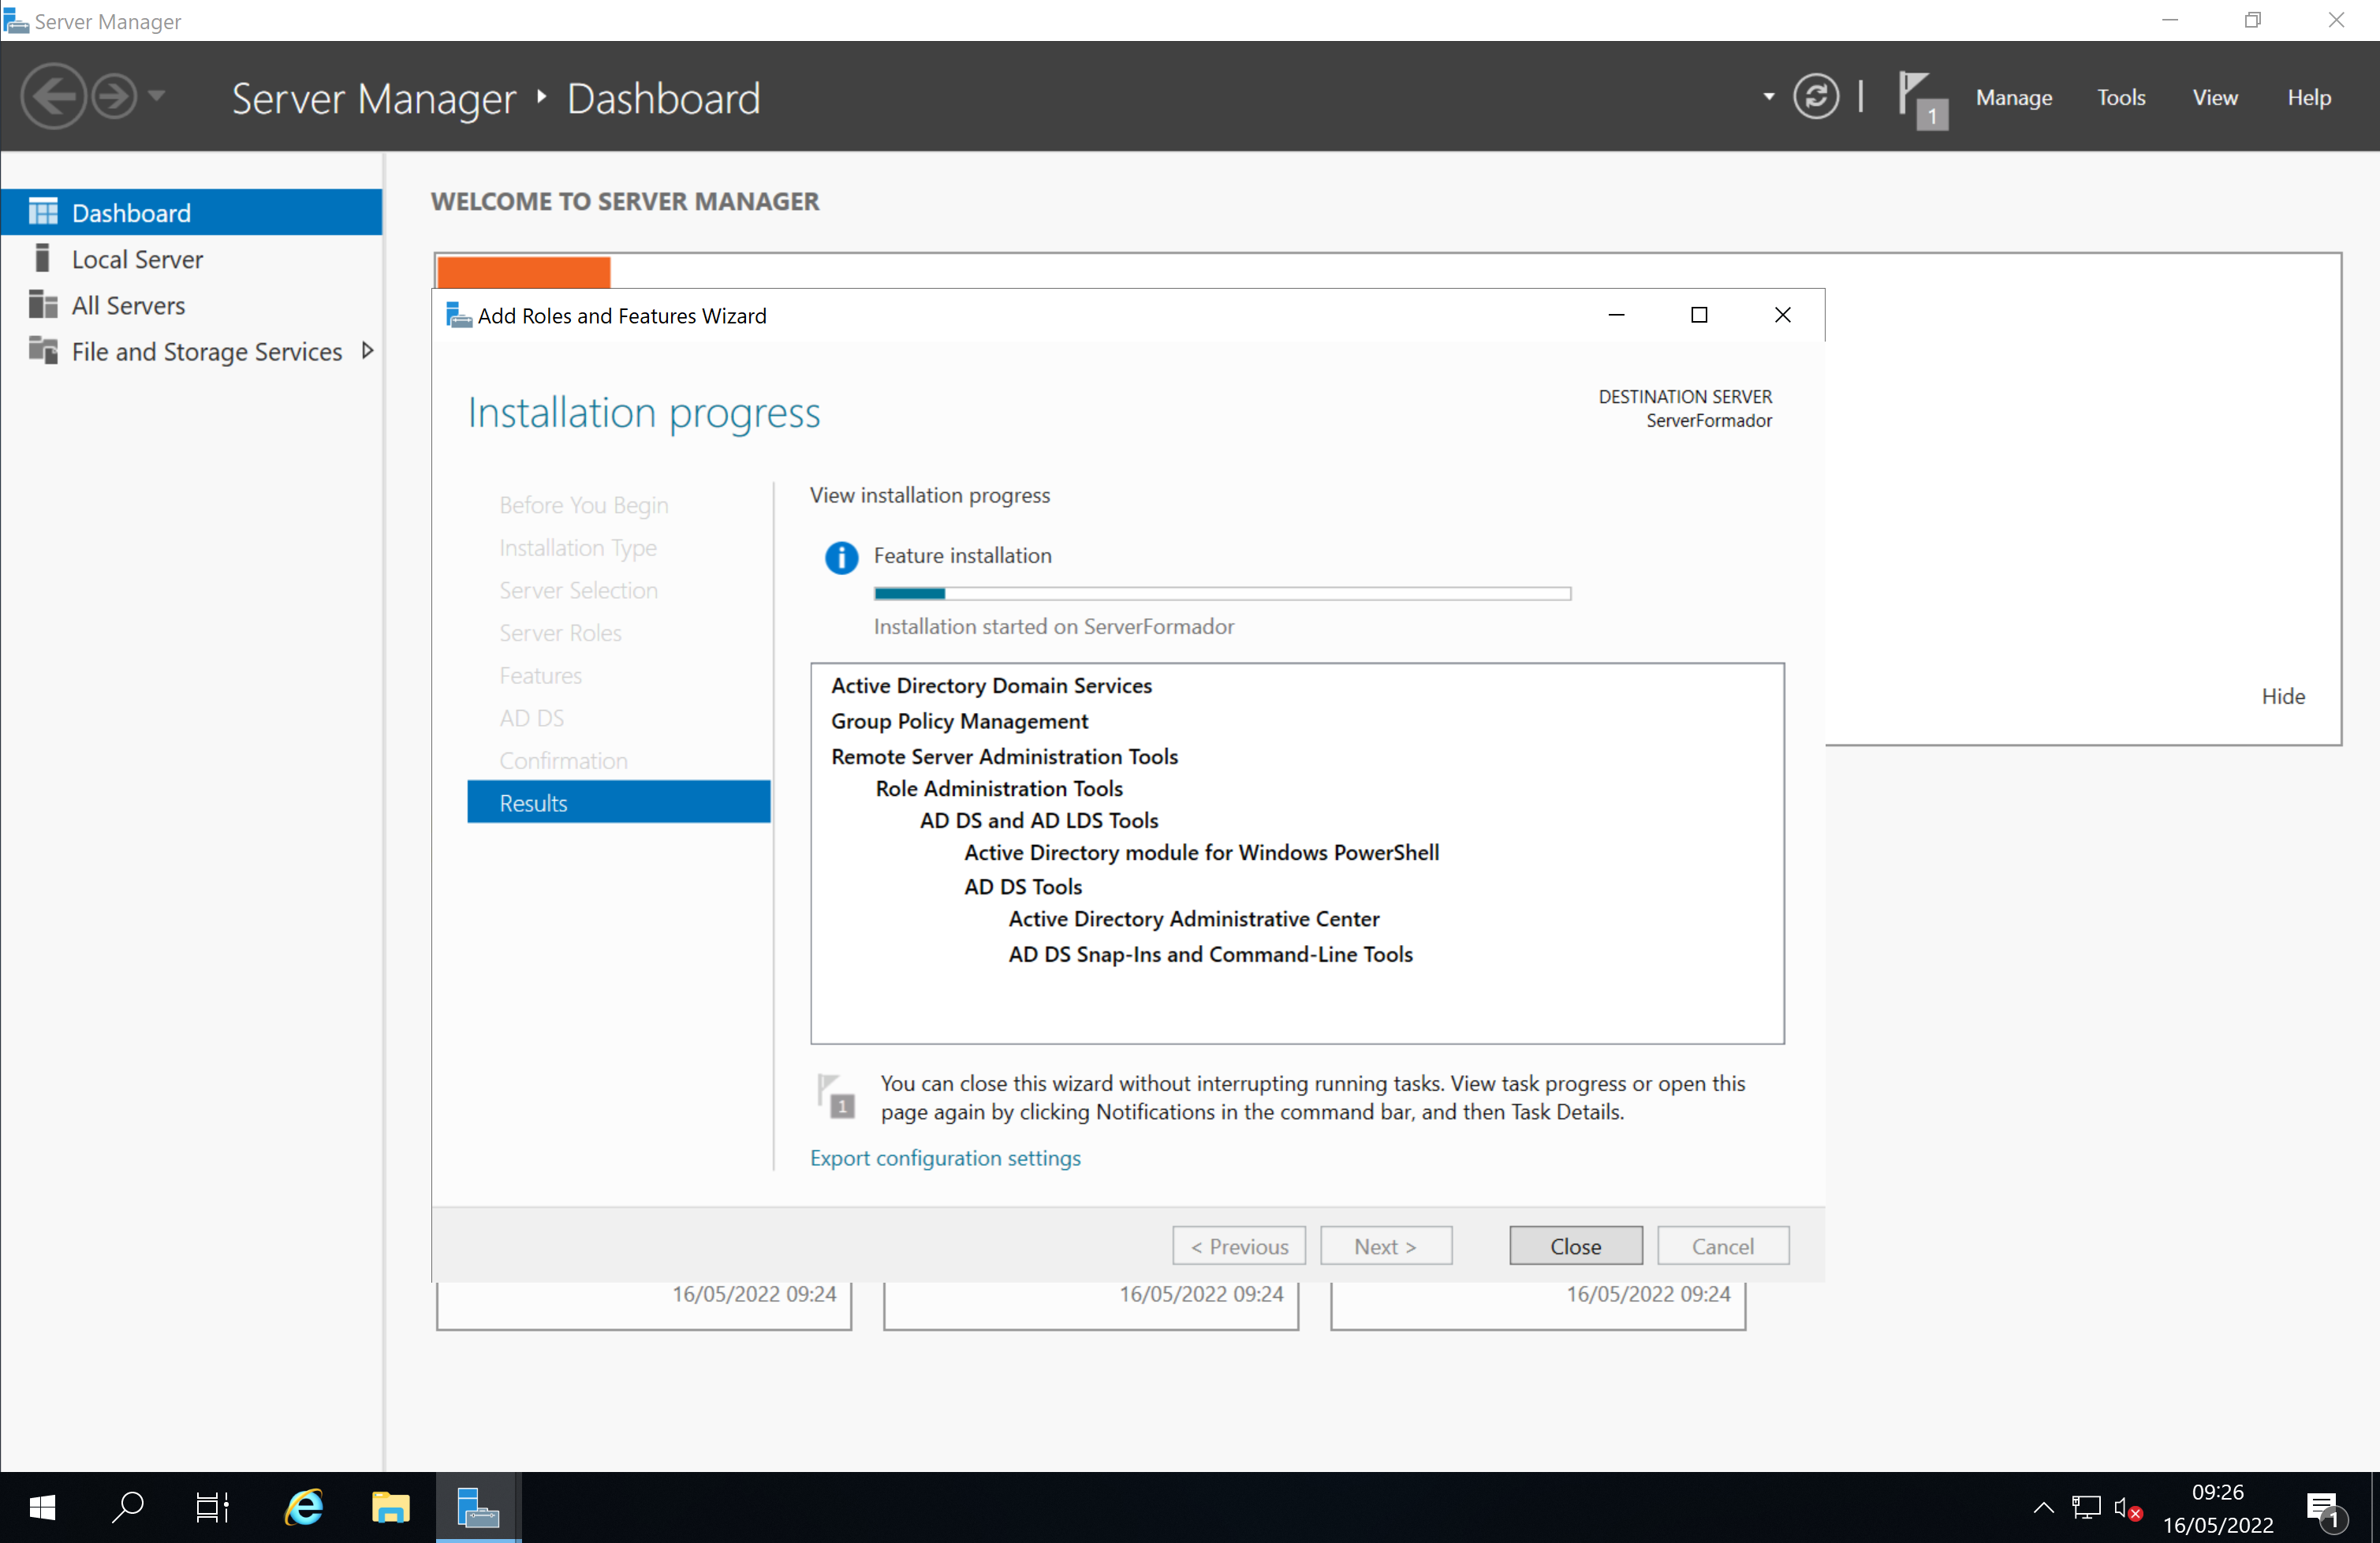 Server Manager
Server Manager Dashboard
1
Manage
Tools
View
Help
Dashboard
Local Server
All Servers
File and Storage Services
WELCOME TO SERVER MANAGER
Add Roles and Features Wizard
Installation progress
DESTINATION SERVER
ServerFormador
Before You Begin
Installation Type
Server Selection
Server Roles
Features
AD DS
Confirmation
Results
View installation progress
Feature installation
Installation started on ServerFormador
Active Directory Domain Services
Group Policy Management
Remote Server Administration Tools
Role Administration Tools
AD DS and AD LDS Tools
Active Directory module for Windows PowerShell
AD DS Tools
Active Directory Administrative Center
AD DS Snap-Ins and Command-Line Tools
1
You can close this wizard without interrupting running tasks. View task progress or open this
page again by clicking Notifications in the command bar, and then Task Details.
Export configuration settings
< Previous
Next >
Close
Cancel
Hide
16/05/2022 09:24
16/05/2022 09:24
16/05/2022 09:24
09:26
16/05/2022
1